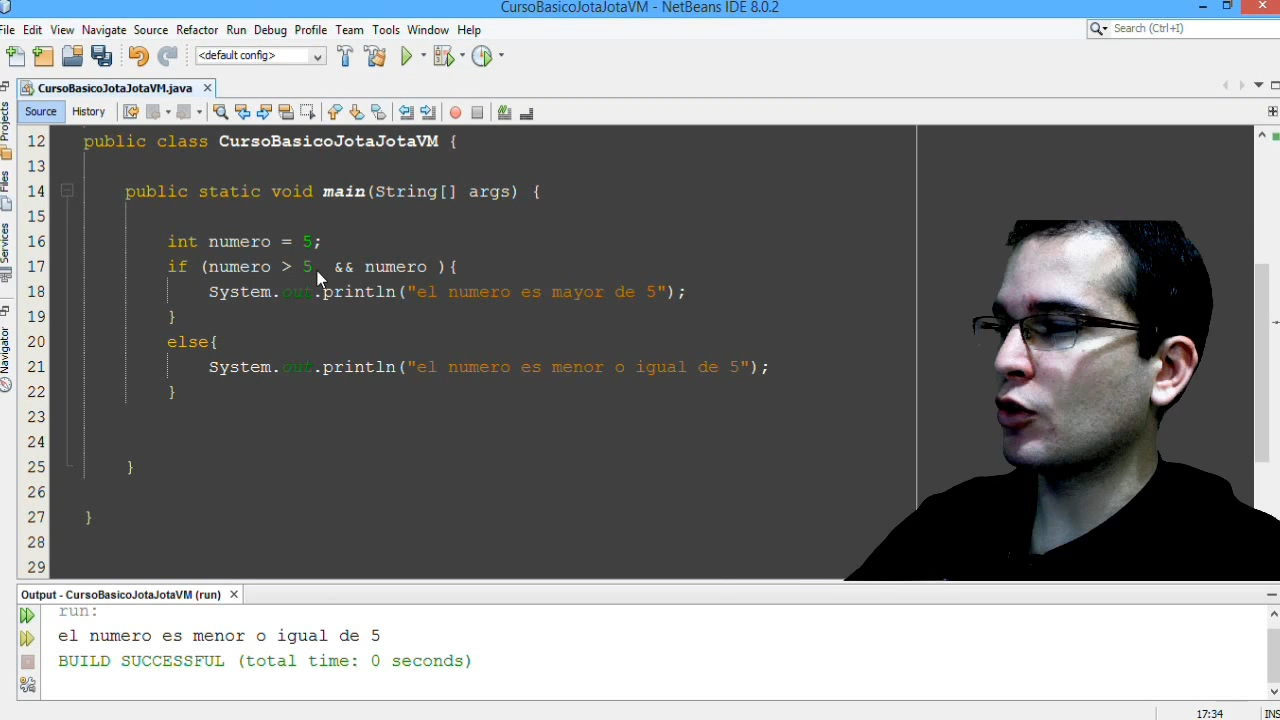 CursoBasicoJotaJotaVM - NetBeans IDE 8.0.2
File Edit View Navigate Source Refactor Run Debug Profile Team Tools Window Help
Search (Ctrl+I)
<default config>
CursoBasicoJotaJotaVM.java
Source History
Projects
Files
Services
Navigator
12 public class CursoBasicoJotaJotaVM {
13
14 public static void main(String[] args) {
15
16 int numero = 5;
17 if (numero > 5 && numero ){
18 System.out.println("el numero es mayor de 5");
19 }
20 else{
21 System.out.println("el numero es menor o igual de 5");
22 }
23
24
25 }
26
27 }
28
29
Output - CursoBasicoJotaJotaVM (run)
run:
el numero es menor o igual de 5
BUILD SUCCESSFUL (total time: 0 seconds)
17:34 INS